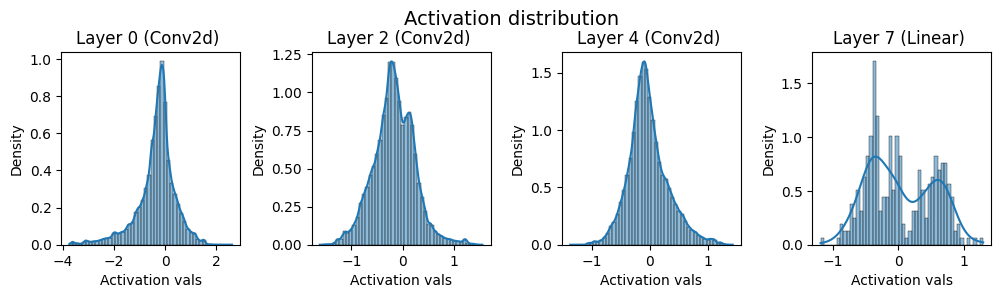 Activation distribution
Layer 0 (Conv2d)
Density
1.0
0.8
0.6
0.4
0.2
0.0
−4
−2
0
2
Activation vals
Layer 2 (Conv2d)
Density
1.25
1.00
0.75
0.50
0.25
0.00
−1
0
1
Activation vals
Layer 4 (Conv2d)
Density
1.5
1.0
0.5
0.0
−1
0
1
Activation vals
Layer 7 (Linear)
Density
1.5
1.0
0.5
0.0
−1
0
1
Activation vals